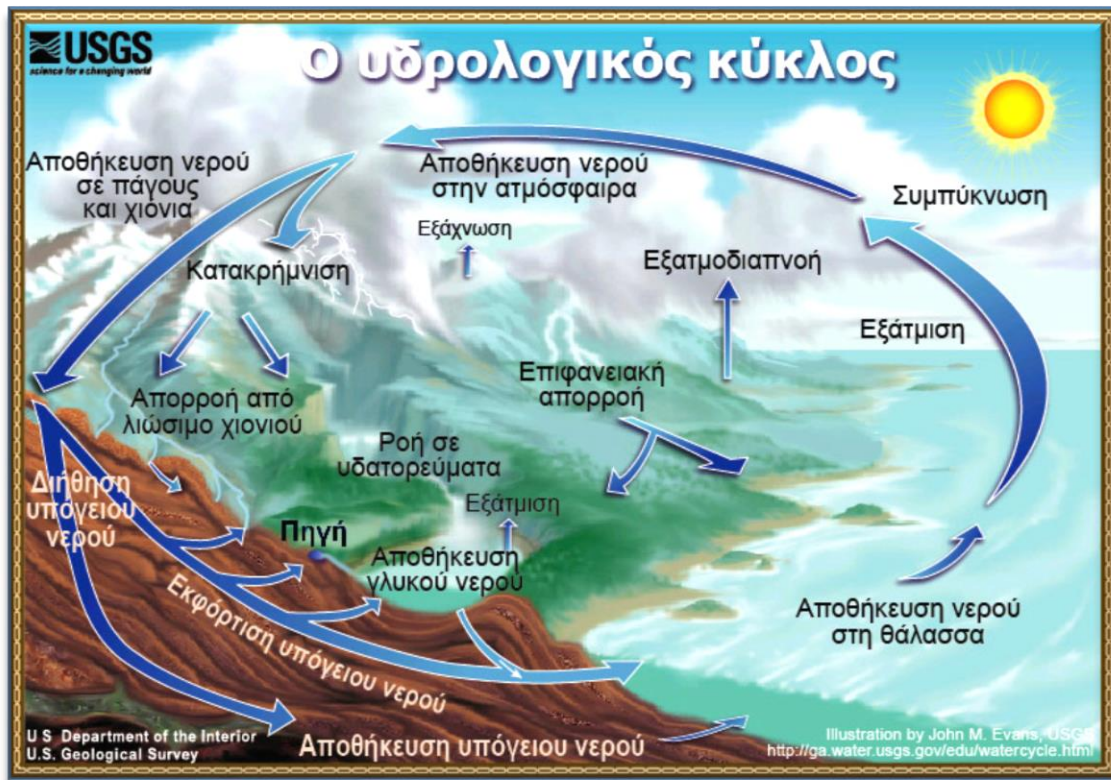 USGS
science for a changing world
Ο υδρολογικός κύκλος
Αποθήκευση νερού
σε πάγους
και χιόνια
Αποθήκευση νερού
στην ατμόσφαιρα
Συμπύκνωση
Εξάχνωση
Κατακρήμνιση
Εξατμοδιαπνοή
Εξάτμιση
Επιφανειακή
απορροή
Απορροή από
λιώσιμο χιονιού
Ροή σε
υδατορεύματα
Διήθηση
υπόγειου
νερού
Εξάτμιση
Πηγή
Αποθήκευση
γλυκού νερού
Αποθήκευση νερού
στη θάλασσα
Εκφόρτιση υπόγειου νερού
Αποθήκευση υπόγειου νερού
U S Department of the Interior
U.S. Geological Survey
Illustration by John M. Evans, USGS
http://ga.water.usgs.gov/edu/watercycle.html